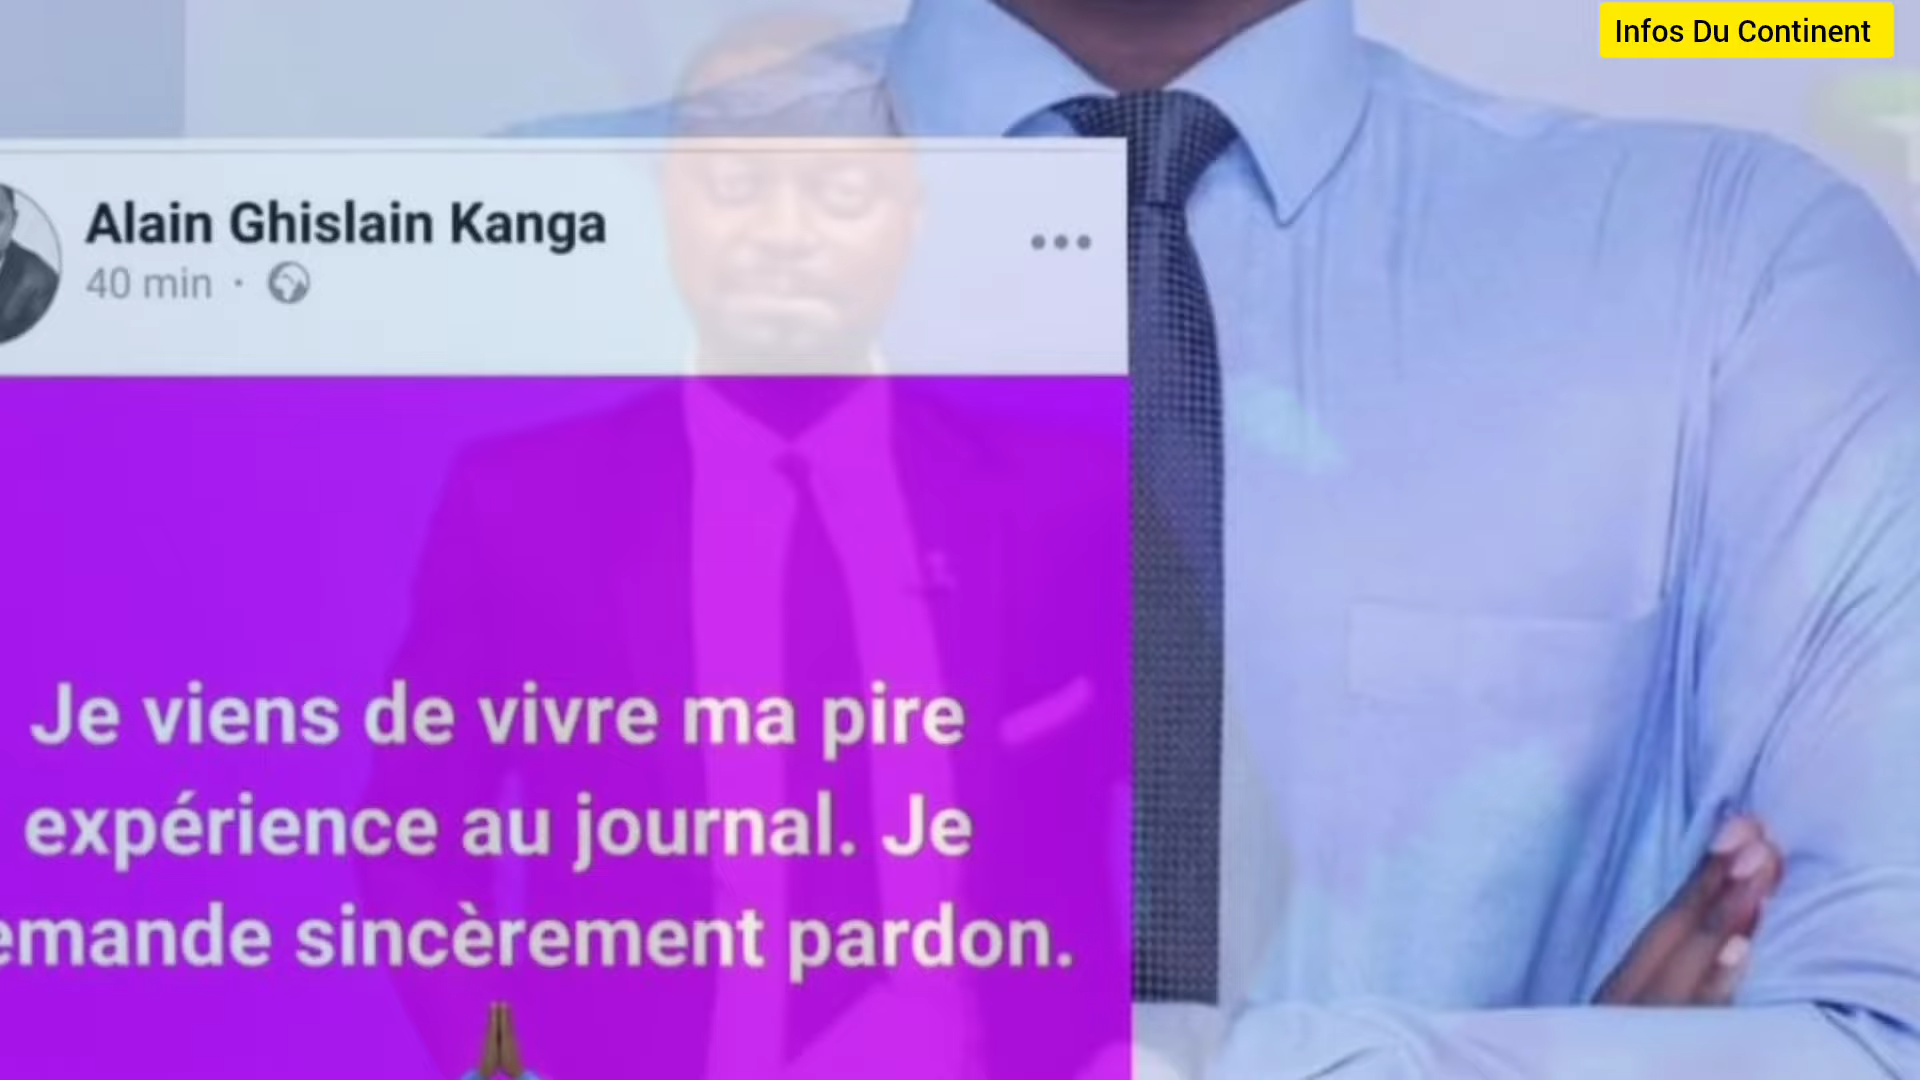 Infos Du Continent
Alain Ghislain Kanga
40 min ·
Je viens de vivre ma pire
expérience au journal. Je
emande sincèrement pardon.